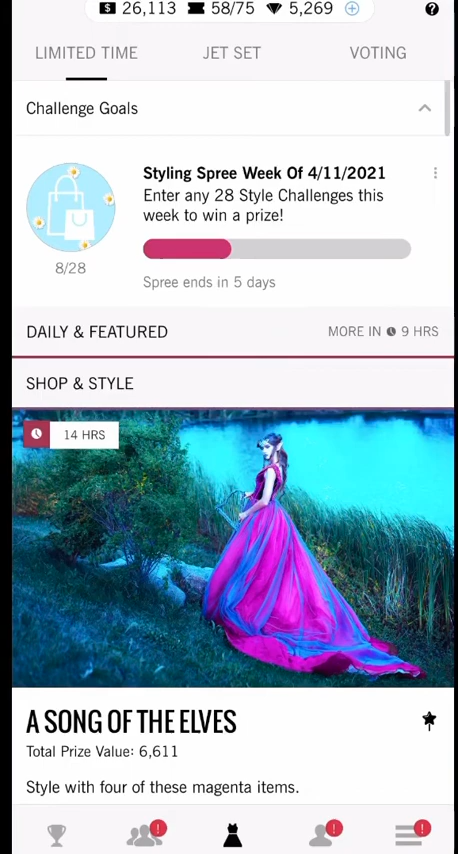 26,113 58/75 5,269 ?
LIMITED TIME JET SET VOTING
Challenge Goals
Styling Spree Week Of 4/11/2021
Enter any 28 Style Challenges this
week to win a prize!
8/28
Spree ends in 5 days
DAILY & FEATURED MORE IN 9 HRS
SHOP & STYLE
14 HRS
A SONG OF THE ELVES
Total Prize Value: 6,611
Style with four of these magenta items.
! ! !